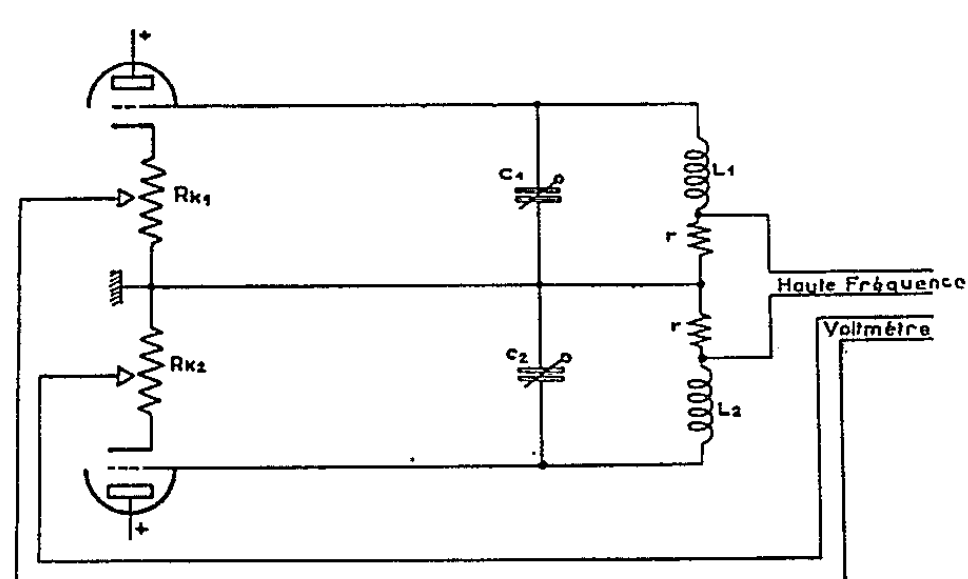 +
C1
L1
RK1
r
Haute Fréquence
r
Voltmètre
C2
RK2
L2
+